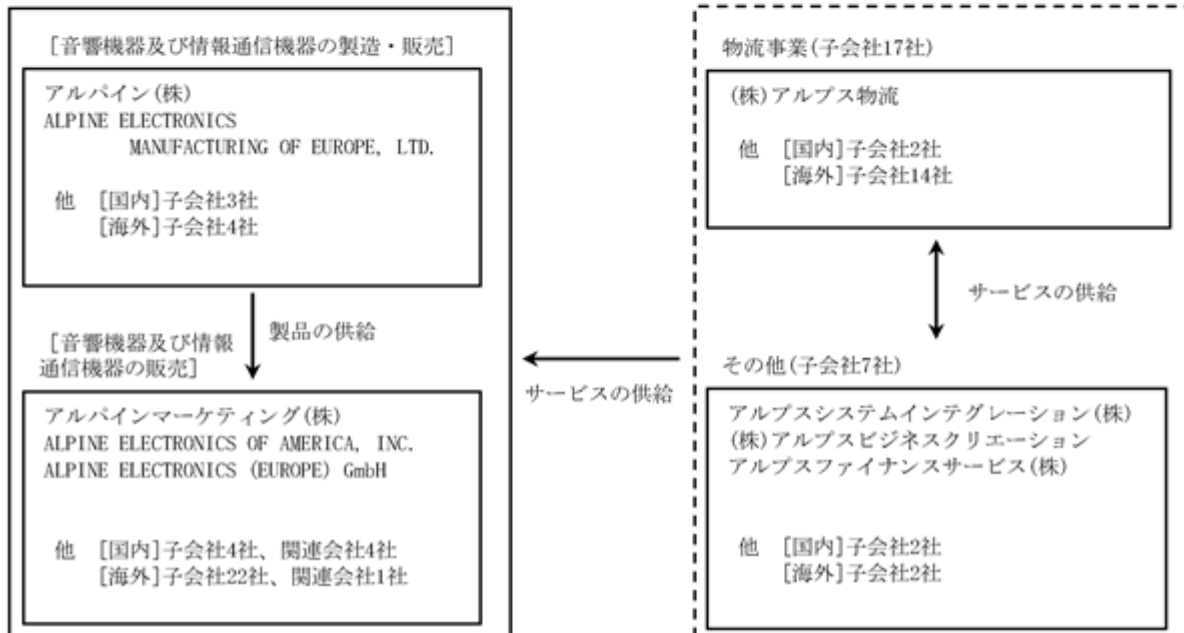 [音響機器及び情報通信機器の製造・販売]
アルパイン(株)
ALPINE ELECTRONICS
MANUFACTURING OF EUROPE, LTD.
他 [国内]子会社3社
[海外]子会社4社
製品の供給
[音響機器及び情報
通信機器の販売]
アルパインマーケティング(株)
ALPINE ELECTRONICS OF AMERICA, INC.
ALPINE ELECTRONICS (EUROPE) GmbH
他 [国内]子会社4社、関連会社4社
[海外]子会社22社、関連会社1社
サービスの供給
物流事業(子会社17社)
(株)アルプス物流
他 [国内]子会社2社
[海外]子会社14社
サービスの供給
その他(子会社7社)
アルプスシステムインテグレーション(株)
(株)アルプスビジネスクリエーション
アルプスファイナンスサービス(株)
他 [国内]子会社2社
[海外]子会社2社